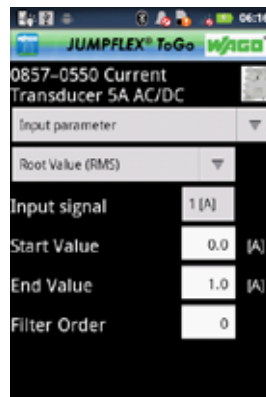 06:16
JUMPFLEX® ToGo WAGO
0857-0550 Current
Transducer 5A AC/DC
Input parameter
Root Value (RMS)
Input signal 1 [A]
Start Value 0.0 [A]
End Value 1.0 [A]
Filter Order 0